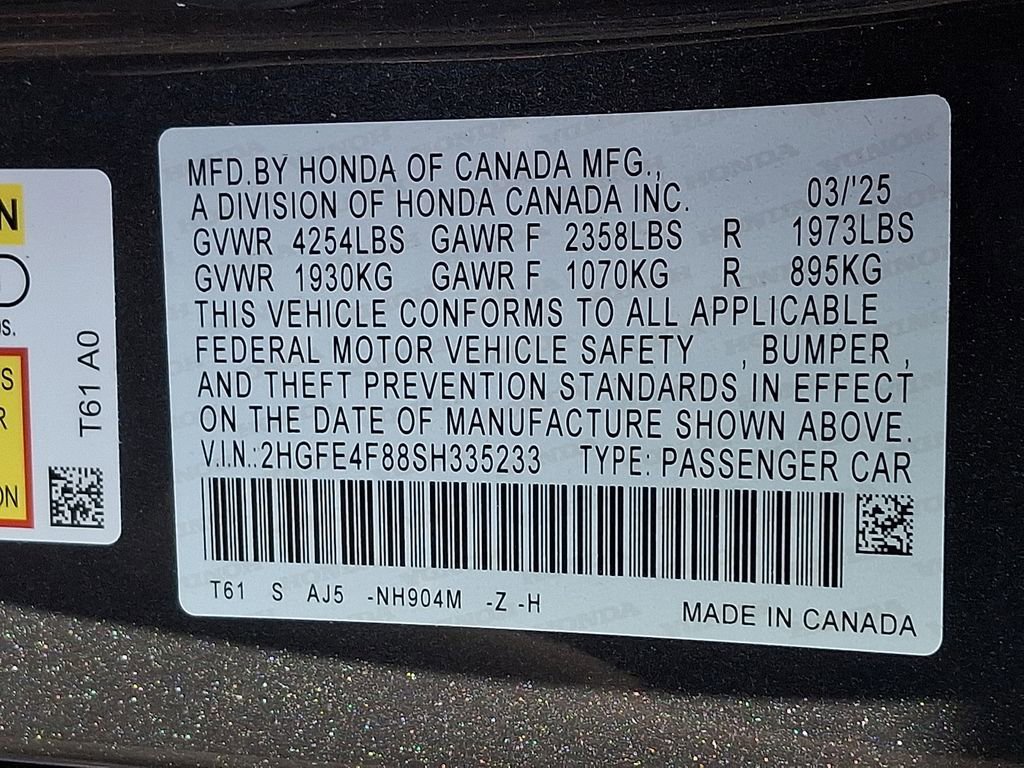 MFD.BY HONDA OF CANADA MFG.,
A DIVISION OF HONDA CANADA INC. 03/'25
GVWR 4254LBS GAWR F 2358LBS R 1973LBS
GVWR 1930KG GAWR F 1070KG R 895KG
THIS VEHICLE CONFORMS TO ALL APPLICABLE
FEDERAL MOTOR VEHICLE SAFETY , BUMPER ,
AND THEFT PREVENTION STANDARDS IN EFFECT
ON THE DATE OF MANUFACTURE SHOWN ABOVE.
V.I.N.:2HGFE4F88SH335233 TYPE: PASSENGER CAR
T61 S AJ5 -NH904M -Z -H
MADE IN CANADA
T61 A0